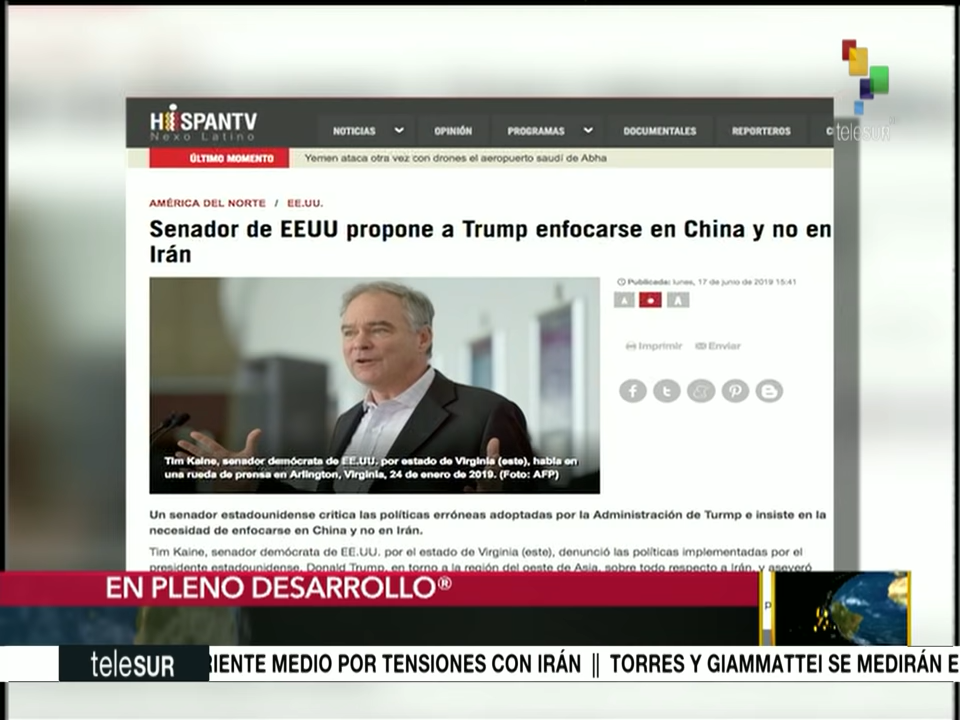 HISPANTV
Nexo Latino
NOTICIAS
OPINIÓN
PROGRAMAS
DOCUMENTALES
REPORTEROS
teleSUR
ÚLTIMO MOMENTO
Yemen ataca otra vez con drones el aeropuerto saudí de Abha
AMÉRICA DEL NORTE / EE.UU.
Senador de EEUU propone a Trump enfocarse en China y no en
Irán
Publicada: lunes, 17 de junio de 2019 15:41
A
A
Imprimir
Enviar
Tim Kaine, senador demócrata de EE.UU. por estado de Virginia (este), habla en
una rueda de prensa en Arlington, Virginia, 24 de enero de 2019. (Foto: AFP)
Un senador estadounidense critica las políticas erróneas adoptadas por la Administración de Turmp e insiste en la
necesidad de enfocarse en China y no en Irán.
Tim Kaine, senador demócrata de EE.UU. por el estado de Virginia (este), denunció las políticas implementadas por el
presidente estadounidense, Donald Trump, en torno a la región del oeste de Asia, sobre todo respecto a Irán, y aseveró
EN PLENO DESARROLLO®
teleSUR
RIENTE MEDIO POR TENSIONES CON IRÁN || TORRES Y GIAMMATTEI SE MEDIRÁN E